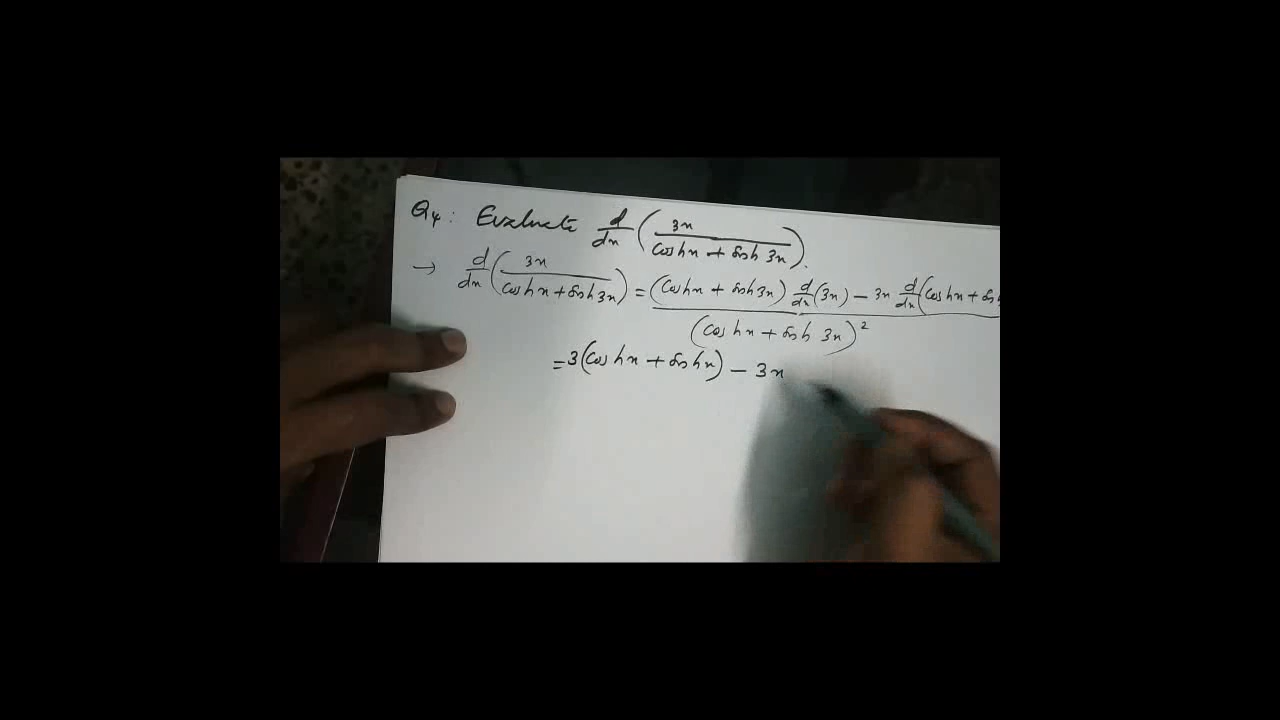 Q4: Evaluate d/dx (3x / (coshx + sinh 3x)).
→ d/dx (3x / (coshx + sinh3x)) = ((coshx + sinh3x) d/dx (3x) – 3x d/dx (coshx + sinh / (coshx + sinh 3x)²
= 3(coshx + sinhx) – 3x